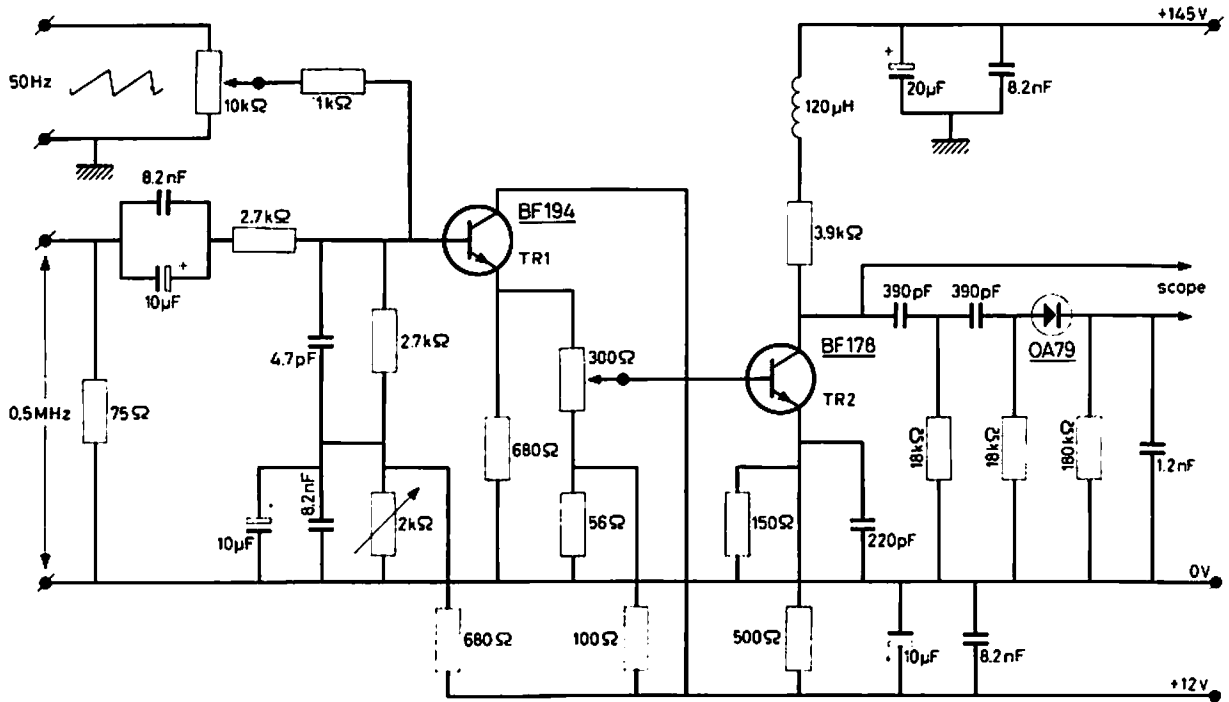 +145V
50Hz
10kΩ
1kΩ
120μH
20μF
8.2nF
8.2nF
2.7kΩ
10μF
+
+
BF194
TR1
3.9kΩ
scope
390pF
390pF
OA79
4.7pF
2.7kΩ
300Ω
BF178
TR2
0.5MHz
75Ω
680Ω
18kΩ
18kΩ
180kΩ
1.2nF
10μF
8.2nF
2kΩ
56Ω
150Ω
220pF
0V
680Ω
100Ω
500Ω
10μF
8.2nF
+12V